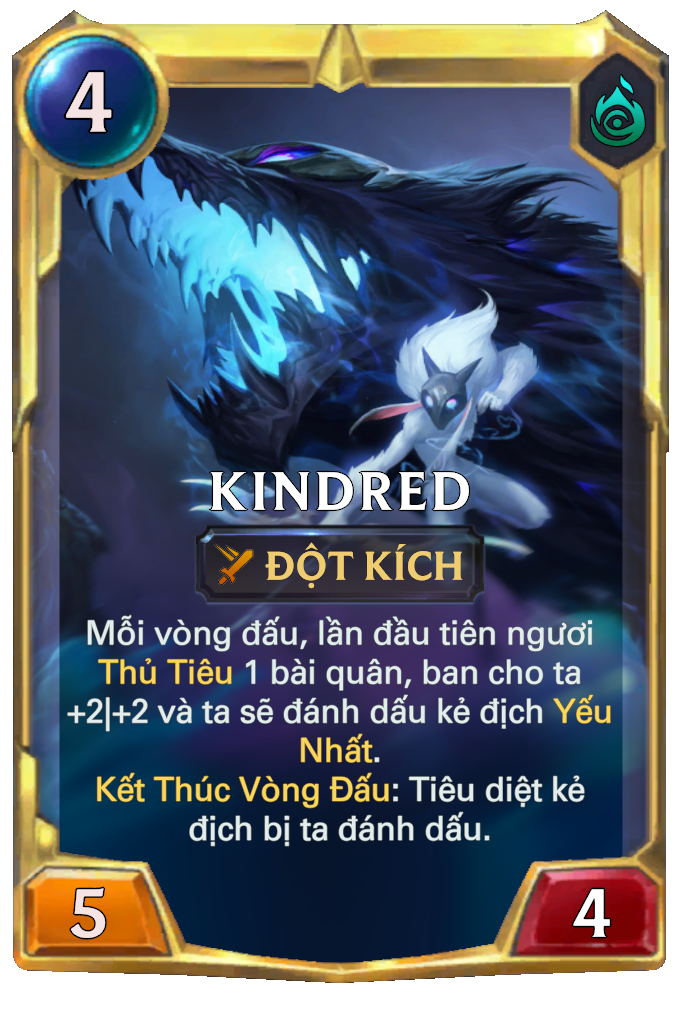 4
KINDRED
ĐỘT KÍCH
Mỗi vòng đấu, lần đầu tiên ngươi
Thủ Tiêu 1 bài quân, ban cho ta
+2|+2 và ta sẽ đánh dấu kẻ địch Yếu
Nhất.
Kết Thúc Vòng Đấu: Tiêu diệt kẻ
địch bị ta đánh dấu.
5
4